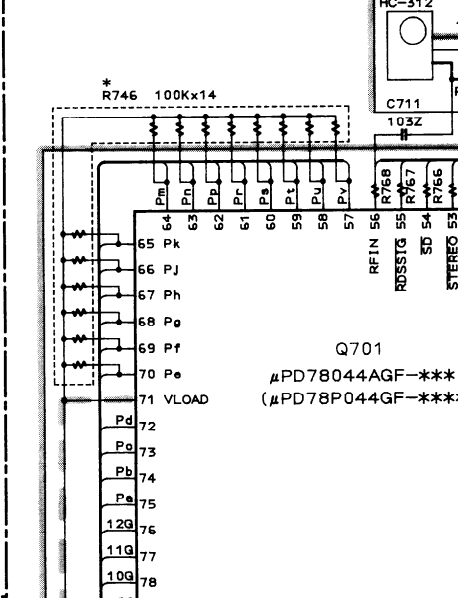 HC-312
*
R746 100Kx14
C711
103Z
Pm Pn Pp Pr Ps Pt Pu Pv
R768 R767 R766
64 63 62 61 60 59 58 57 56 55 54 53
RFIN RDSSIG SD STEREO
65 Pk
66 PJ
67 Ph
68 Pg
69 Pf
70 Pe
71 VLOAD
Q701
μPD78044AGF-***
(μPD78P044GF-***
Pd 72
Pc 73
Pb 74
Pa 75
12G 76
11G 77
10G 78